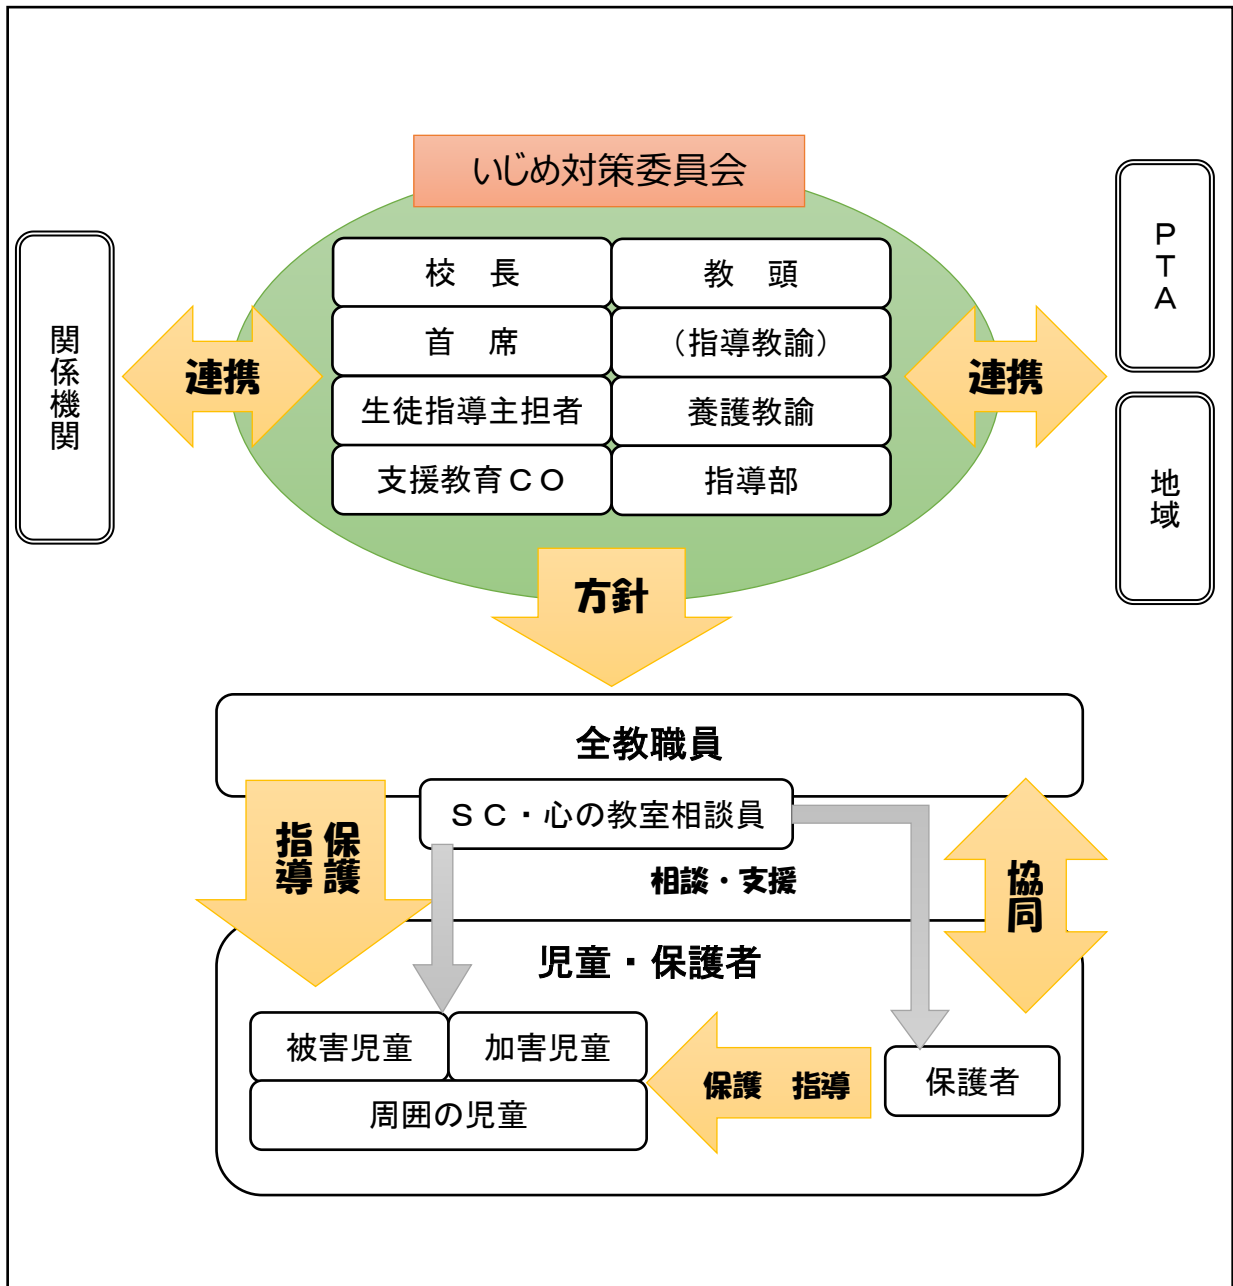 いじめ対策委員会
校　長
教　頭
首　席
（指導教諭）
生徒指導主担者
養護教諭
支援教育ＣＯ
指導部
関係機関
連携
連携
ＰＴＡ
地域
方針
全教職員
ＳＣ・心の教室相談員
保護
指導
相談・支援
協同
児童・保護者
被害児童
加害児童
周囲の児童
保護　指導
保護者